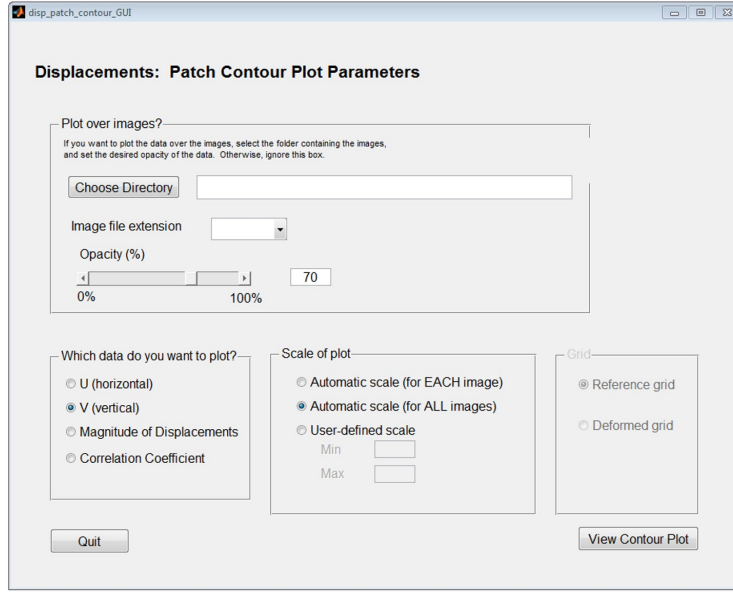 disp_patch_contour_GUI
Displacements: Patch Contour Plot Parameters
Plot over images?
If you want to plot the data over the images, select the folder containing the images,
and set the desired opacity of the data. Otherwise, ignore this box.
Choose Directory
Image file extension
Opacity (%)
70
0% 100%
Which data do you want to plot?
U (horizontal)
V (vertical)
Magnitude of Displacements
Correlation Coefficient
Scale of plot
Automatic scale (for EACH image)
Automatic scale (for ALL images)
User-defined scale
Min
Max
Grid
Reference grid
Deformed grid
Quit
View Contour Plot